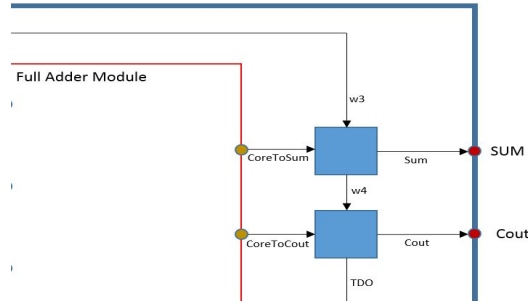 Full Adder Module
w3
CoreToSum
Sum
SUM
w4
CoreToCout
Cout
Cout
TDO